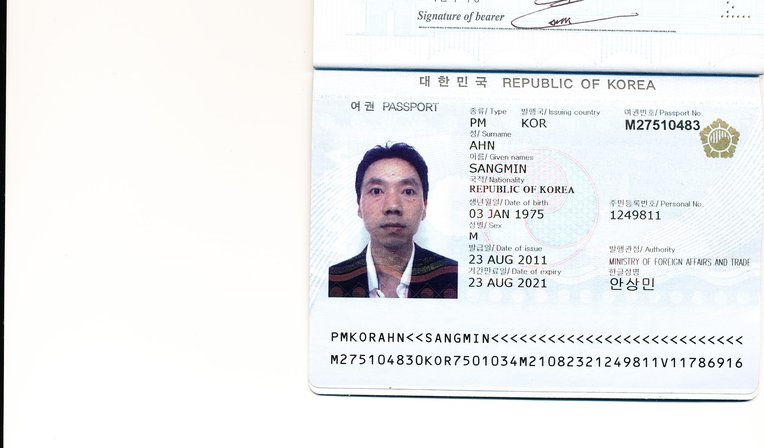 Signature of bearer
대한민국 REPUBLIC OF KOREA
여권 PASSPORT
종류/ Type 발행국/ Issuing country 여권번호/ Passport No.
PM KOR M27510483
성/ Surname
AHN
이름/ Given names
SANGMIN
국적/ Nationality
REPUBLIC OF KOREA
생년월일/ Date of birth 주민등록번호/ Personal No.
03 JAN 1975 1249811
성별/ Sex
M
발급일/ Date of issue 발행관청/ Authority
23 AUG 2011 MINISTRY OF FOREIGN AFFAIRS AND TRADE
기간만료일/ Date of expiry 한글성명
23 AUG 2021 안상민
PMKORAHN<<SANGMIN<<<<<<<<<<<<<<<<<<<<<<<<<<<
M275104830KOR7501034M21082321249811V11786916